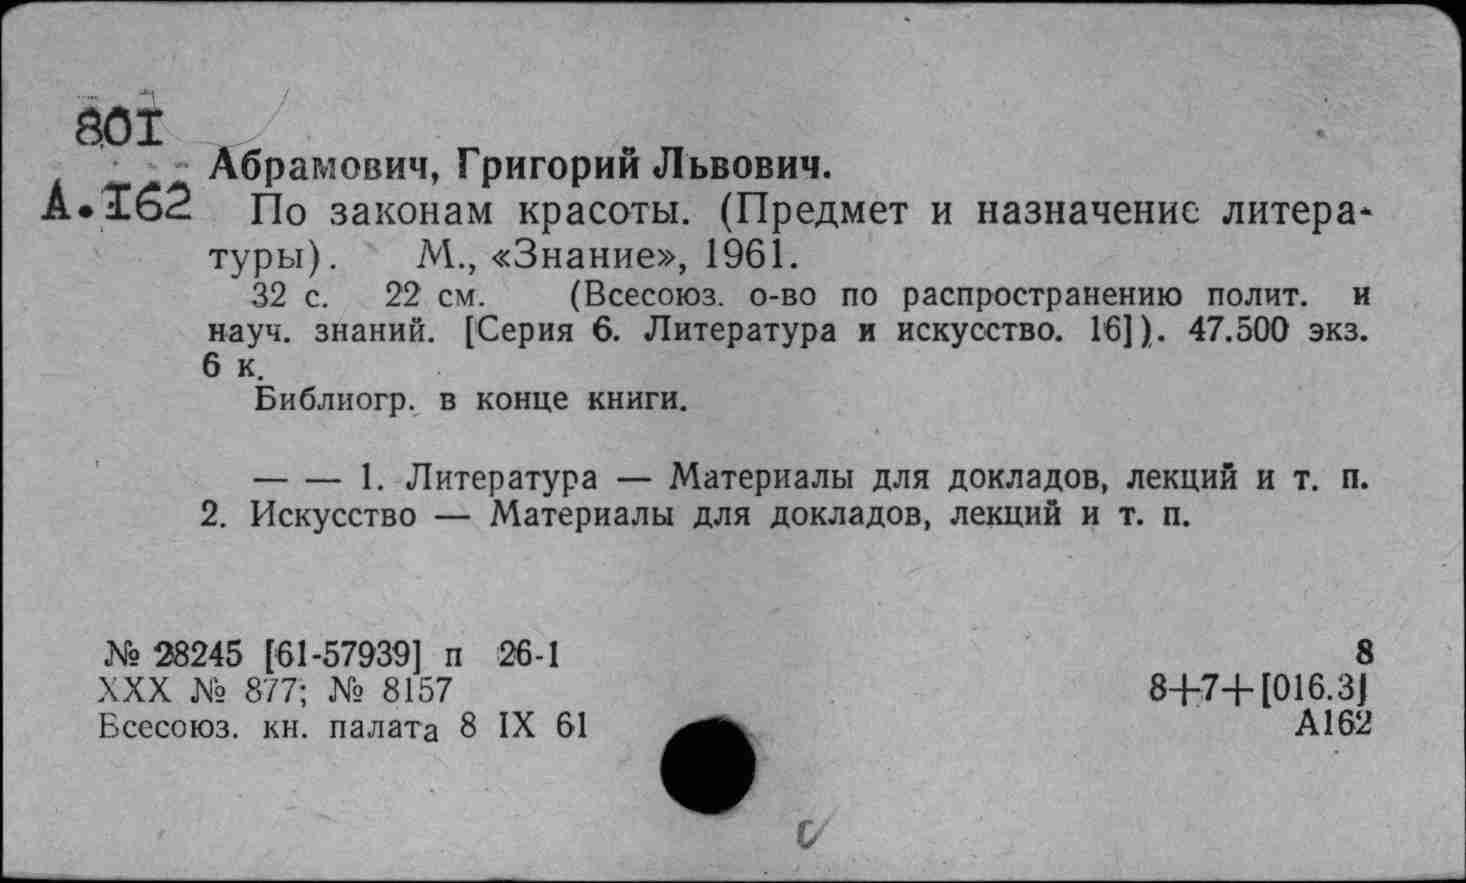 801
Абрамович, Григорий Львович.
А.I62 По законам красоты. (Предмет и назначение литера-
туры). М., «Знание», 1961.
32 с. 22 см. (Всесоюз. о-во по распространению полит. и
науч. знаний. [Серия 6. Литература и искусство. 16]). 47.500 экз.
6 к.
Библиогр. в конце книги.
— — 1. Литература — Материалы для докладов, лекций и т. п.
2. Искусство — Материалы для докладов, лекций и т. п.
№ 28245 [61-57939] п 26-1
8
XXX № 877; № 8157
8+7+[016.3]
Всесоюз. кн. палата 8 IX 61
А162